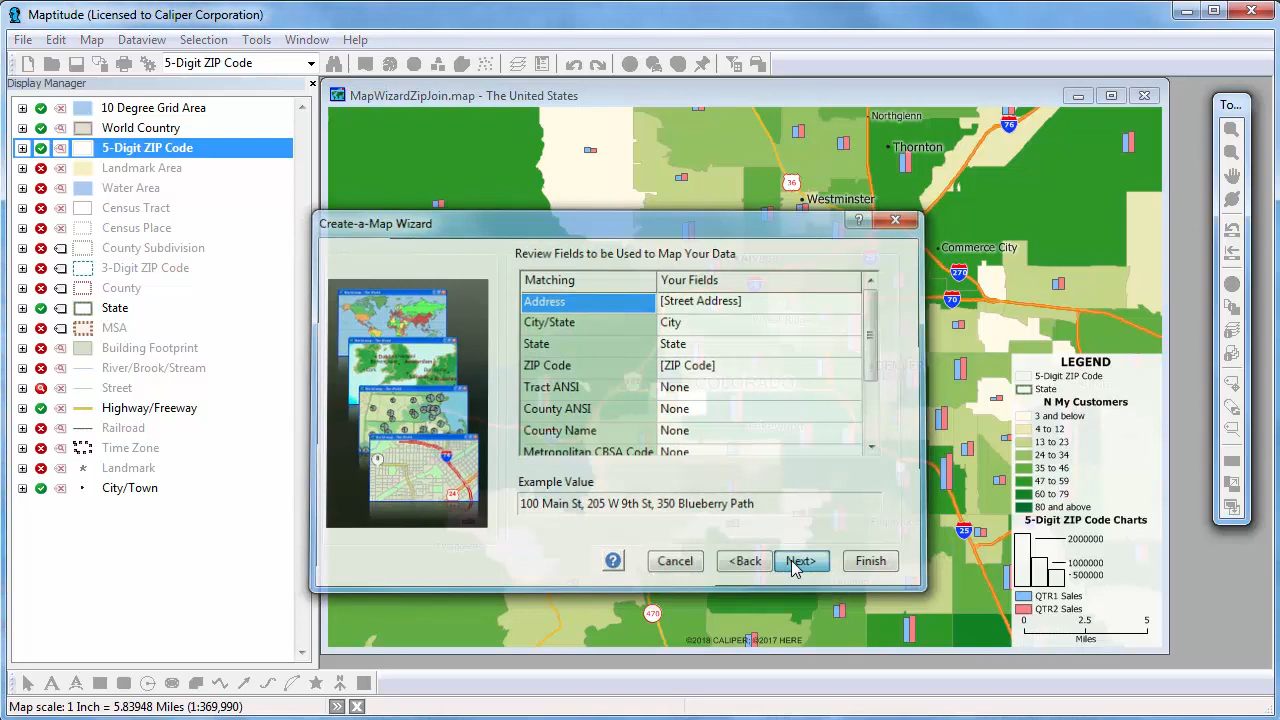 Maptitude (Licensed to Caliper Corporation)
File Edit Map Dataview Selection Tools Window Help
5-Digit ZIP Code
Display Manager
10 Degree Grid Area
World Country
5-Digit ZIP Code
Landmark Area
Water Area
Census Tract
Census Place
County Subdivision
3-Digit ZIP Code
County
State
MSA
Building Footprint
River/Brook/Stream
Street
Highway/Freeway
Railroad
Time Zone
Landmark
City/Town
MapWizardZipJoin.map - The United States
Northglenn
76
Thornton
36
Westminster
Commerce City
270
70
25
470
Create-a-Map Wizard
Review Fields to be Used to Map Your Data
Matching Your Fields
Address [Street Address]
City/State City
State State
ZIP Code [ZIP Code]
Tract ANSI None
County ANSI None
County Name None
Metropolitan CBSA Code None
Example Value
100 Main St, 205 W 9th St, 350 Blueberry Path
Cancel <Back Next> Finish
LEGEND
5-Digit ZIP Code
State
N My Customers
3 and below
4 to 12
13 to 23
24 to 34
35 to 46
47 to 59
60 to 79
80 and above
5-Digit ZIP Code Charts
2000000
1000000
500000
QTR1 Sales
QTR2 Sales
0 2.5 5
Miles
©2018 CALIPER; ©2017 HERE
To...
Map scale: 1 Inch = 5.83948 Miles (1:369,990)